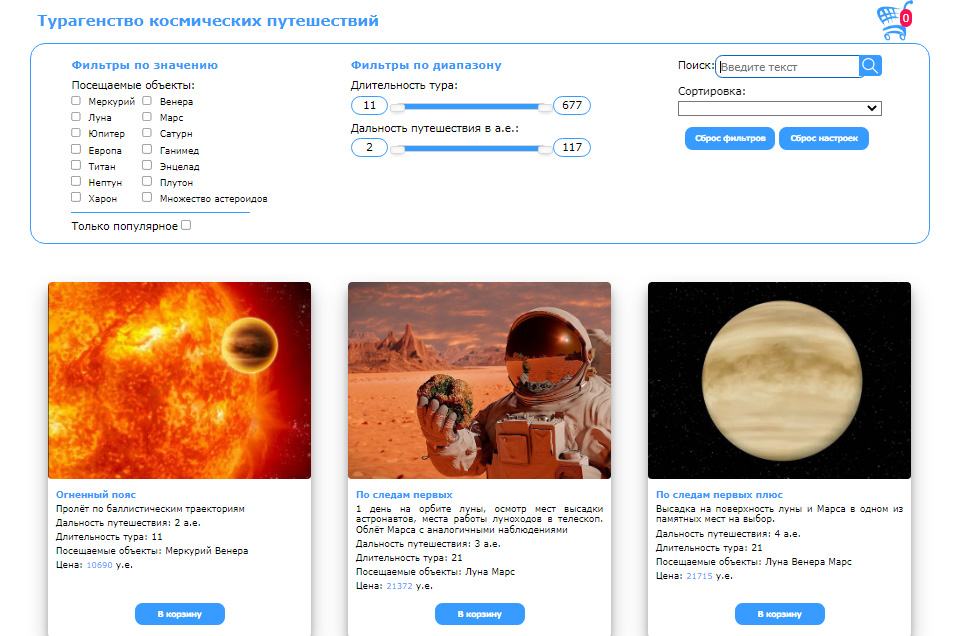 Турагенство космических путешествий
0
Фильтры по значению
Посещаемые объекты:
Меркурий Венера
Луна Марс
Юпитер Сатурн
Европа Ганимед
Титан Энцелад
Нептун Плутон
Харон Множество астероидов
Только популярное
Фильтры по диапазону
Длительность тура:
11 677
Дальность путешествия в а.е.:
2 117
Поиск: Введите текст
Сортировка:
Сброс фильтров Сброс настроек
Огненный пояс
Пролёт по баллистическим траекториям
Дальность путешествия: 2 а.е.
Длительность тура: 11
Посещаемые объекты: Меркурий Венера
Цена: 10690 у.е.
В корзину
По следам первых
1 день на орбите луны, осмотр мест высадки
астронавтов, места работы луноходов в телескоп.
Облёт Марса с аналогичными наблюдениями
Дальность путешествия: 3 а.е.
Длительность тура: 21
Посещаемые объекты: Луна Марс
Цена: 21372 у.е.
В корзину
По следам первых плюс
Высадка на поверхность луны и Марса в одном из
памятных мест на выбор.
Дальность путешествия: 4 а.е.
Длительность тура: 21
Посещаемые объекты: Луна Венера Марс
Цена: 21715 у.е.
В корзину